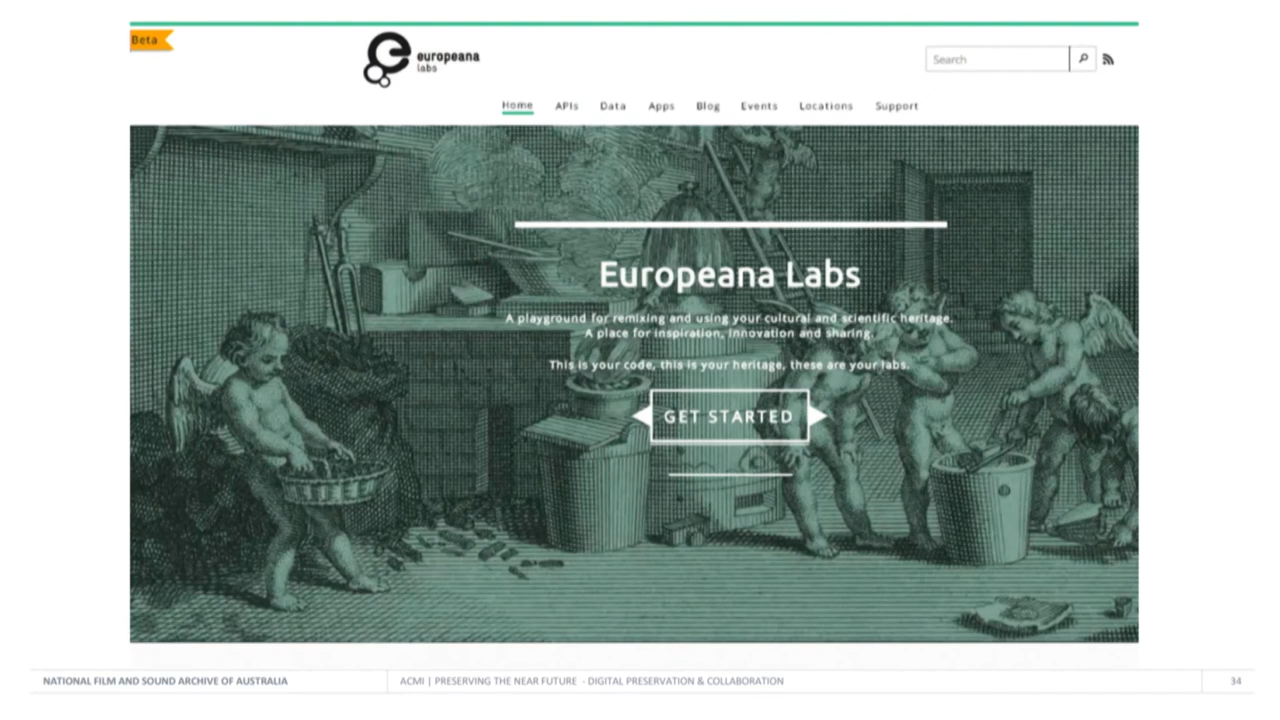 Beta
europeana
labs
Search
Home APIs Data Apps Blog Events Locations Support
Europeana Labs
A playground for remixing and using your cultural and scientific heritage.
A place for inspiration, innovation and sharing.
This is your code, this is your heritage, these are your labs.
GET STARTED
NATIONAL FILM AND SOUND ARCHIVE OF AUSTRALIA
ACMI | PRESERVING THE NEAR FUTURE - DIGITAL PRESERVATION & COLLABORATION
34